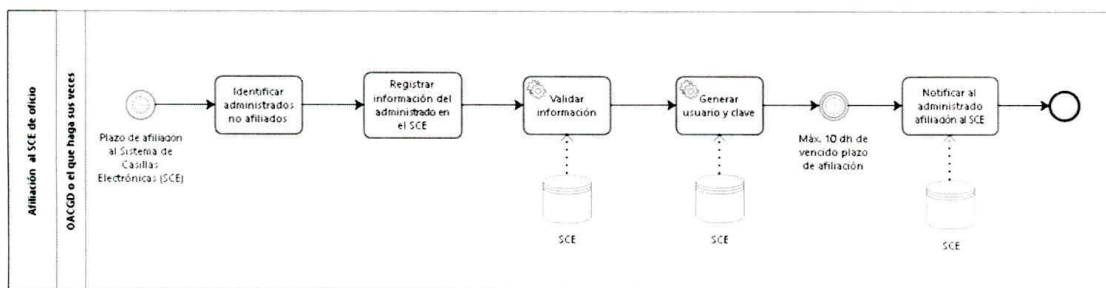 Afiliación al SCE de oficio
OACGD o el que haga sus veces
Plazo de afiliación
al Sistema de
Casillas
Electrónicas (SCE)
Identificar
administrados
no afiliados
Registrar
información del
administrado en
el SCE
Validar
información
SCE
Generar
usuario y clave
SCE
Máx. 10 dh de
vencido plazo
de afiliación
Notificar al
administrado
afiliación al SCE
SCE